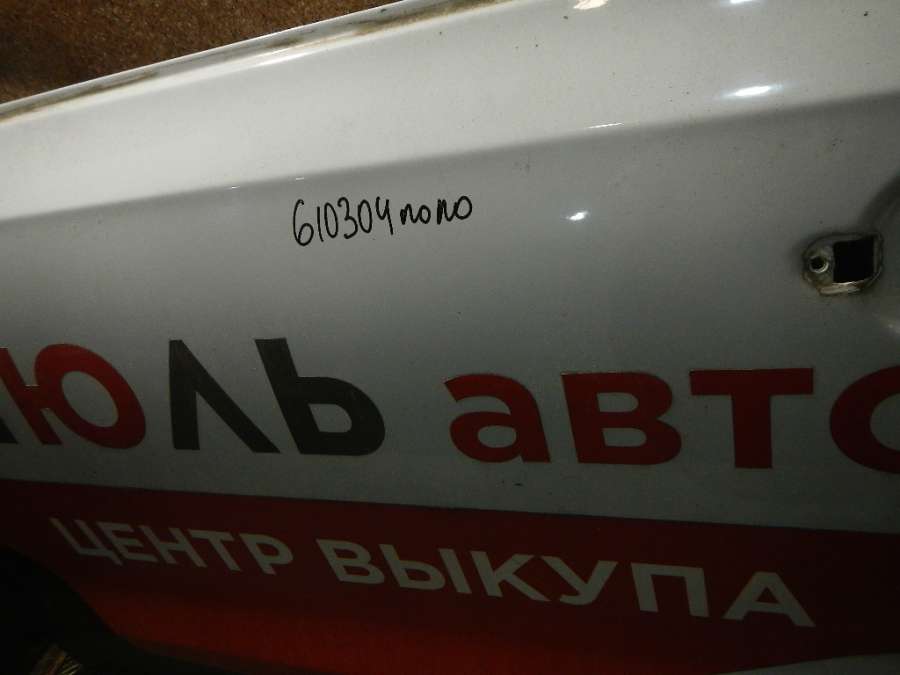 610304поло
юль авто
ЦЕНТР ВЫКУПА